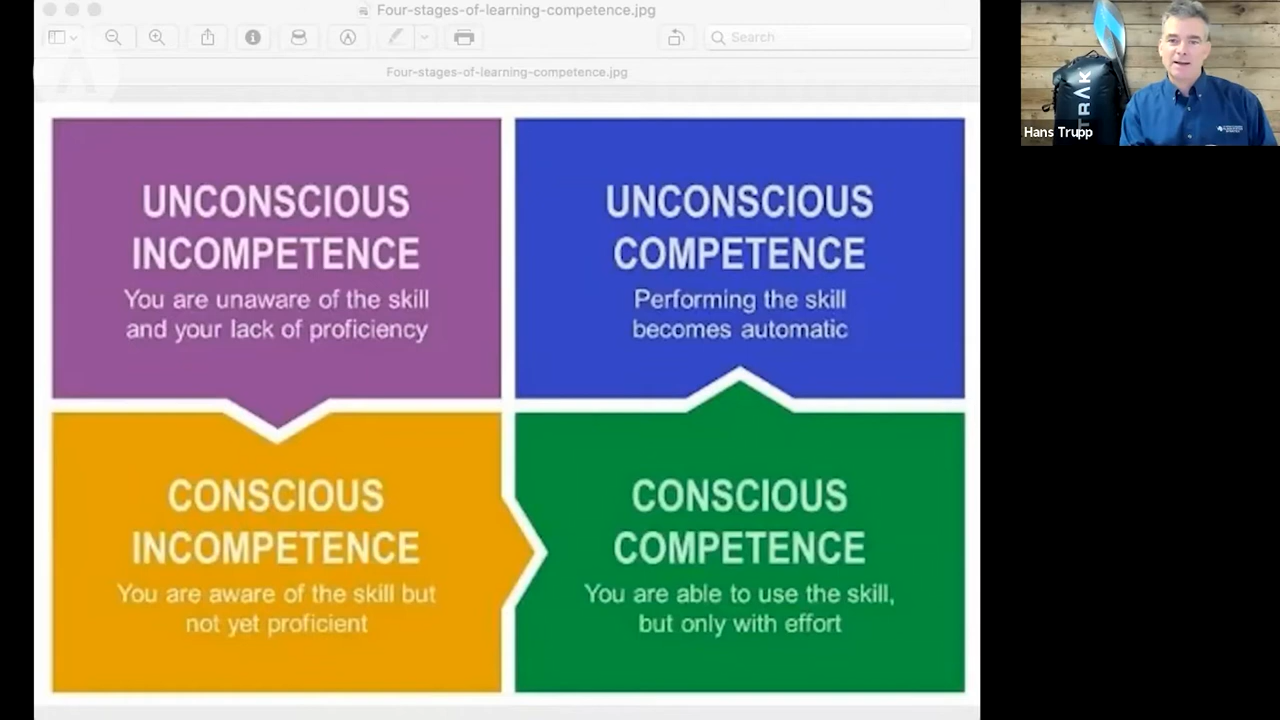 Four-stages-of-learning-competence.jpg
Search
Four-stages-of-learning-competence.jpg
UNCONSCIOUS
INCOMPETENCE
You are unaware of the skill
and your lack of proficiency
UNCONSCIOUS
COMPETENCE
Performing the skill
becomes automatic
CONSCIOUS
INCOMPETENCE
You are aware of the skill but
not yet proficient
CONSCIOUS
COMPETENCE
You are able to use the skill,
but only with effort
TRAK
Hans Trupp